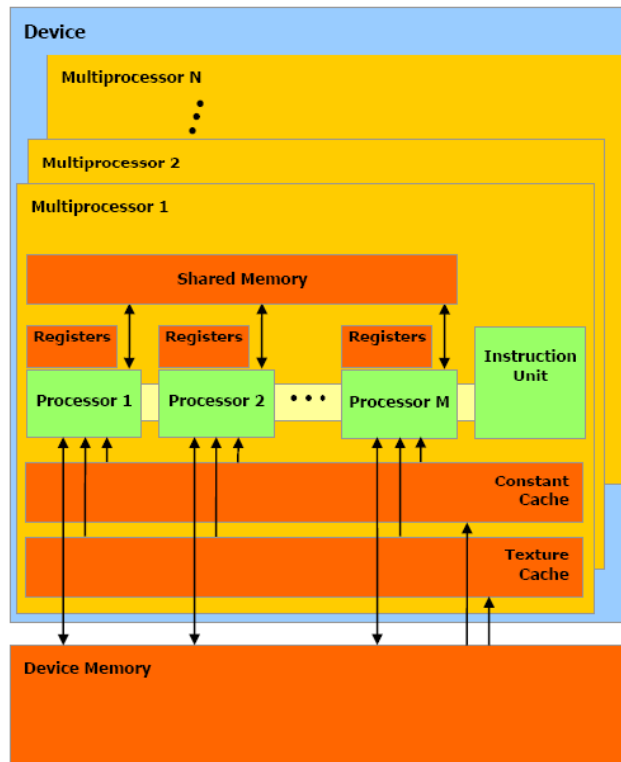 Device
Multiprocessor N
Multiprocessor 2
Multiprocessor 1
Shared Memory
Registers
Registers
Registers
Instruction
Unit
Processor 1
Processor 2
Processor M
Constant
Cache
Texture
Cache
Device Memory